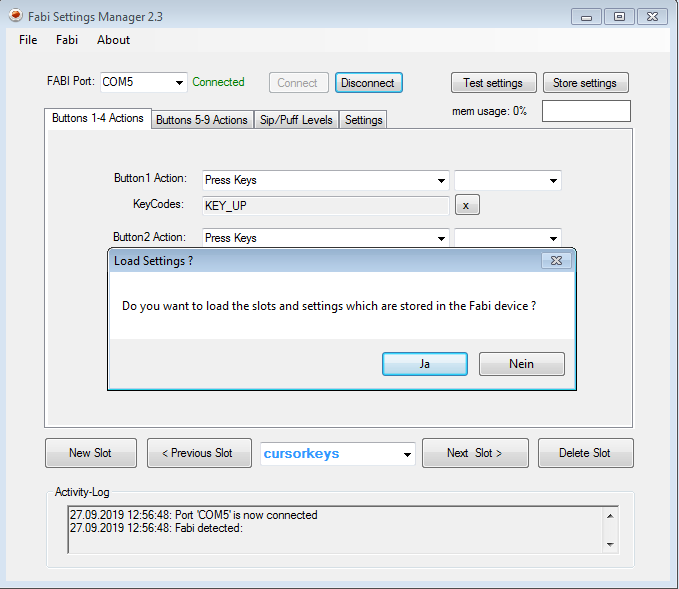 Fabi Settings Manager 2.3
File Fabi About
FABI Port: COM5 Connected Connect Disconnect Test settings Store settings
mem usage: 0%
Buttons 1-4 Actions Buttons 5-9 Actions Sip/Puff Levels Settings
Button1 Action: Press Keys
KeyCodes: KEY_UP x
Button2 Action: Press Keys
Load Settings ?
Do you want to load the slots and settings which are stored in the Fabi device ?
Ja Nein
New Slot < Previous Slot cursorkeys Next Slot > Delete Slot
Activity-Log
27.09.2019 12:56:48: Port 'COM5' is now connected
27.09.2019 12:56:48: Fabi detected: